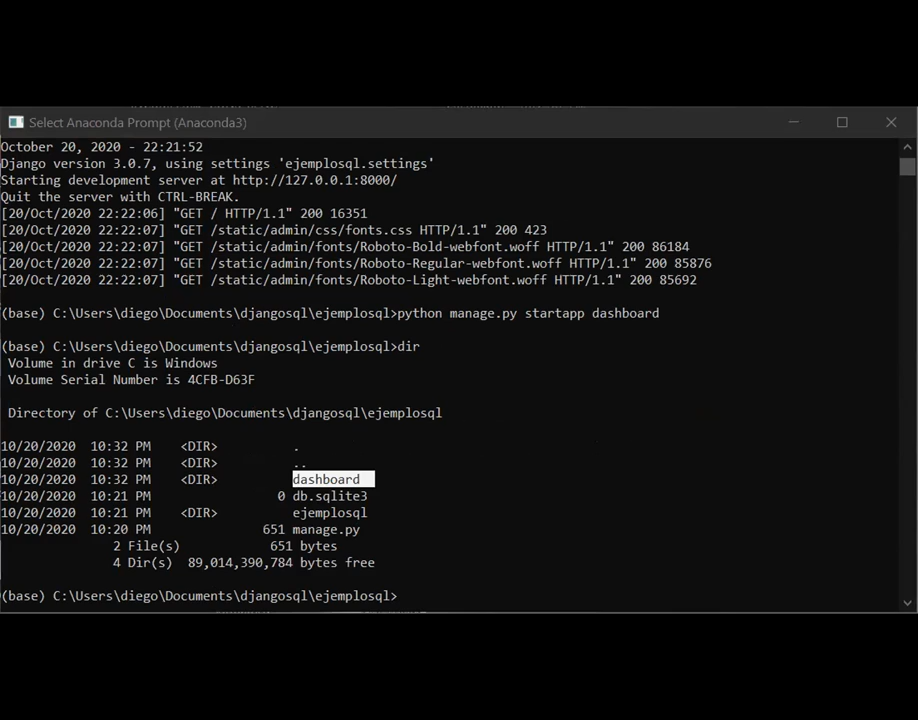 Select Anaconda Prompt (Anaconda3)
October 20, 2020 - 22:21:52
Django version 3.0.7, using settings 'ejemplosql.settings'
Starting development server at http://127.0.0.1:8000/
Quit the server with CTRL-BREAK.
[20/Oct/2020 22:22:06] "GET / HTTP/1.1" 200 16351
[20/Oct/2020 22:22:07] "GET /static/admin/css/fonts.css HTTP/1.1" 200 423
[20/Oct/2020 22:22:07] "GET /static/admin/fonts/Roboto-Bold-webfont.woff HTTP/1.1" 200 86184
[20/Oct/2020 22:22:07] "GET /static/admin/fonts/Roboto-Regular-webfont.woff HTTP/1.1" 200 85876
[20/Oct/2020 22:22:07] "GET /static/admin/fonts/Roboto-Light-webfont.woff HTTP/1.1" 200 85692
(base) C:\Users\diego\Documents\djangosql\ejemplosql>python manage.py startapp dashboard
(base) C:\Users\diego\Documents\djangosql\ejemplosql>dir
Volume in drive C is Windows
Volume Serial Number is 4CFB-D63F
Directory of C:\Users\diego\Documents\djangosql\ejemplosql
10/20/2020  10:32 PM    <DIR>          .
10/20/2020  10:32 PM    <DIR>          ..
10/20/2020  10:32 PM    <DIR>          dashboard
10/20/2020  10:21 PM                 0 db.sqlite3
10/20/2020  10:21 PM    <DIR>          ejemplosql
10/20/2020  10:20 PM               651 manage.py
2 File(s)            651 bytes
4 Dir(s)  89,014,390,784 bytes free
(base) C:\Users\diego\Documents\djangosql\ejemplosql>